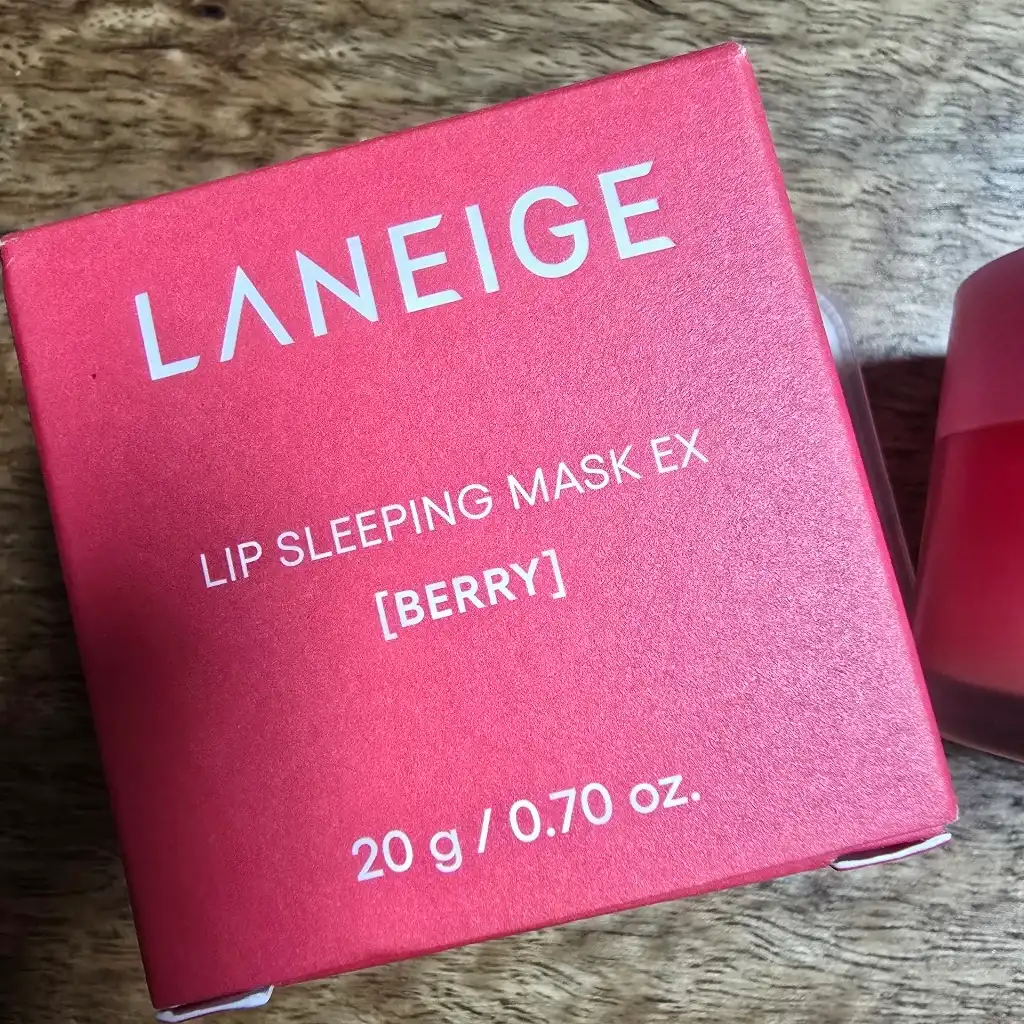 LANEIGE
LIP SLEEPING MASK EX
[BERRY]
20 g / 0.70 oz.